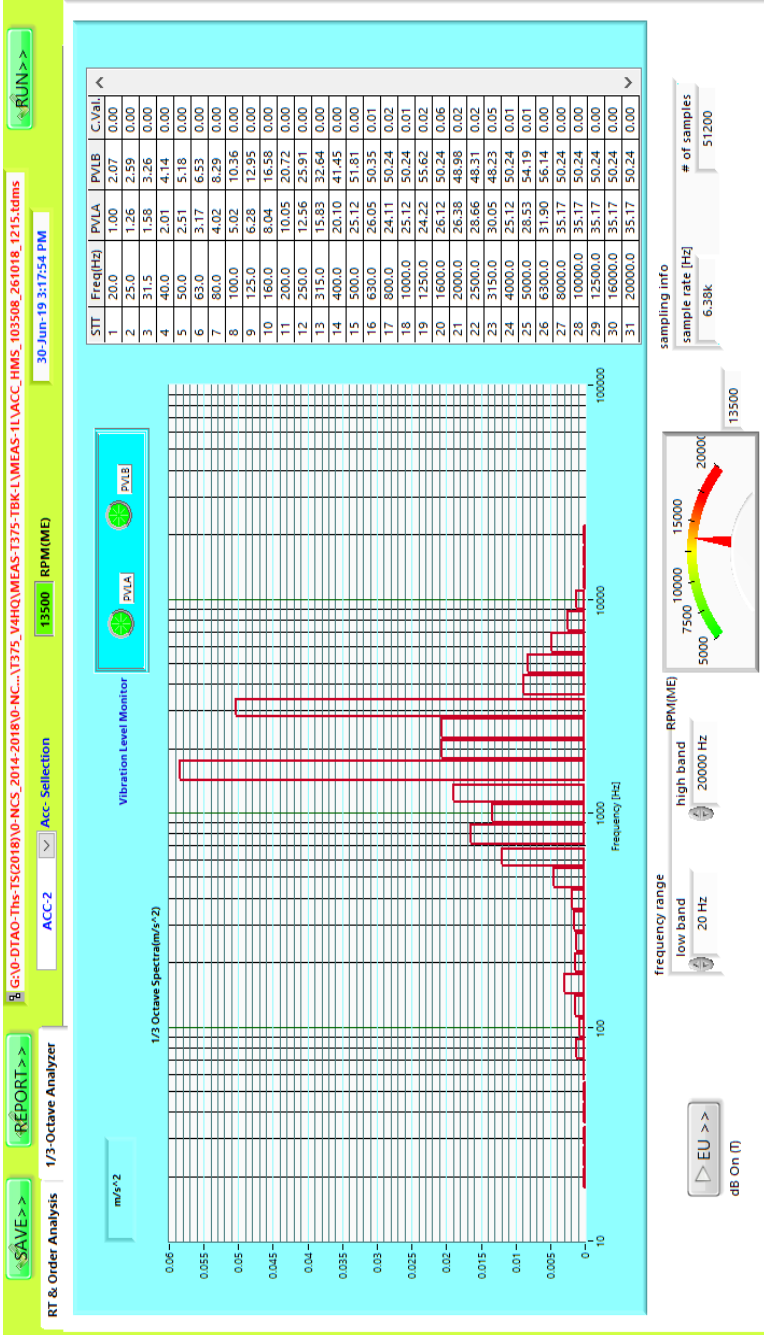 SAVE>>
REPORT>>
G:\0-DTAO-Ths-TS(2018)\0-NCS_2014-2018\0-NC...\T375_V4HQ\MEAS-T375-TBK-L\MEAS-1L\ACC_HMS_103508_261018_1215.tdms
RUN>>
RT & Order Analysis
1/3-Octave Analyzer
ACC-2
Acc- Sellection
13500 RPM(ME)
30-Jun-19 3:17:54 PM
m/s^2
Vibration Level Monitor
PVLA
PVLB
1/3 Octave Spectra(m/s^2)
0.06
0.055
0.05
0.045
0.04
0.035
0.03
0.025
0.02
0.015
0.01
0.005
0
10 100 1000 10000 100000
Frequency [Hz]
STT Freq(Hz) PVLA PVLB C.Val.
1 20.0 1.00 2.07 0.00
2 25.0 1.26 2.59 0.00
3 31.5 1.58 3.26 0.00
4 40.0 2.01 4.14 0.00
5 50.0 2.51 5.18 0.00
6 63.0 3.17 6.53 0.00
7 80.0 4.02 8.29 0.00
8 100.0 5.02 10.36 0.00
9 125.0 6.28 12.95 0.00
10 160.0 8.04 16.58 0.00
11 200.0 10.05 20.72 0.00
12 250.0 12.56 25.91 0.00
13 315.0 15.83 32.64 0.00
14 400.0 20.10 41.45 0.00
15 500.0 25.12 51.81 0.00
16 630.0 26.05 50.35 0.01
17 800.0 24.11 50.24 0.02
18 1000.0 25.12 50.24 0.01
19 1250.0 24.22 55.62 0.02
20 1600.0 26.12 50.24 0.06
21 2000.0 26.38 48.98 0.02
22 2500.0 28.66 48.31 0.02
23 3150.0 30.05 48.23 0.05
24 4000.0 25.12 50.24 0.01
25 5000.0 28.53 54.19 0.01
26 6300.0 31.90 56.14 0.00
27 8000.0 35.17 50.24 0.00
28 10000.0 35.17 50.24 0.00
29 12500.0 35.17 50.24 0.00
30 16000.0 35.17 50.24 0.00
31 20000.0 35.17 50.24 0.00
EU >>
dB On (T)
frequency range
low band
20 Hz
high band
20000 Hz
RPM(ME)
5000 7500 10000 15000 20000
13500
sampling info
sample rate [Hz]
6.38k
# of samples
51200